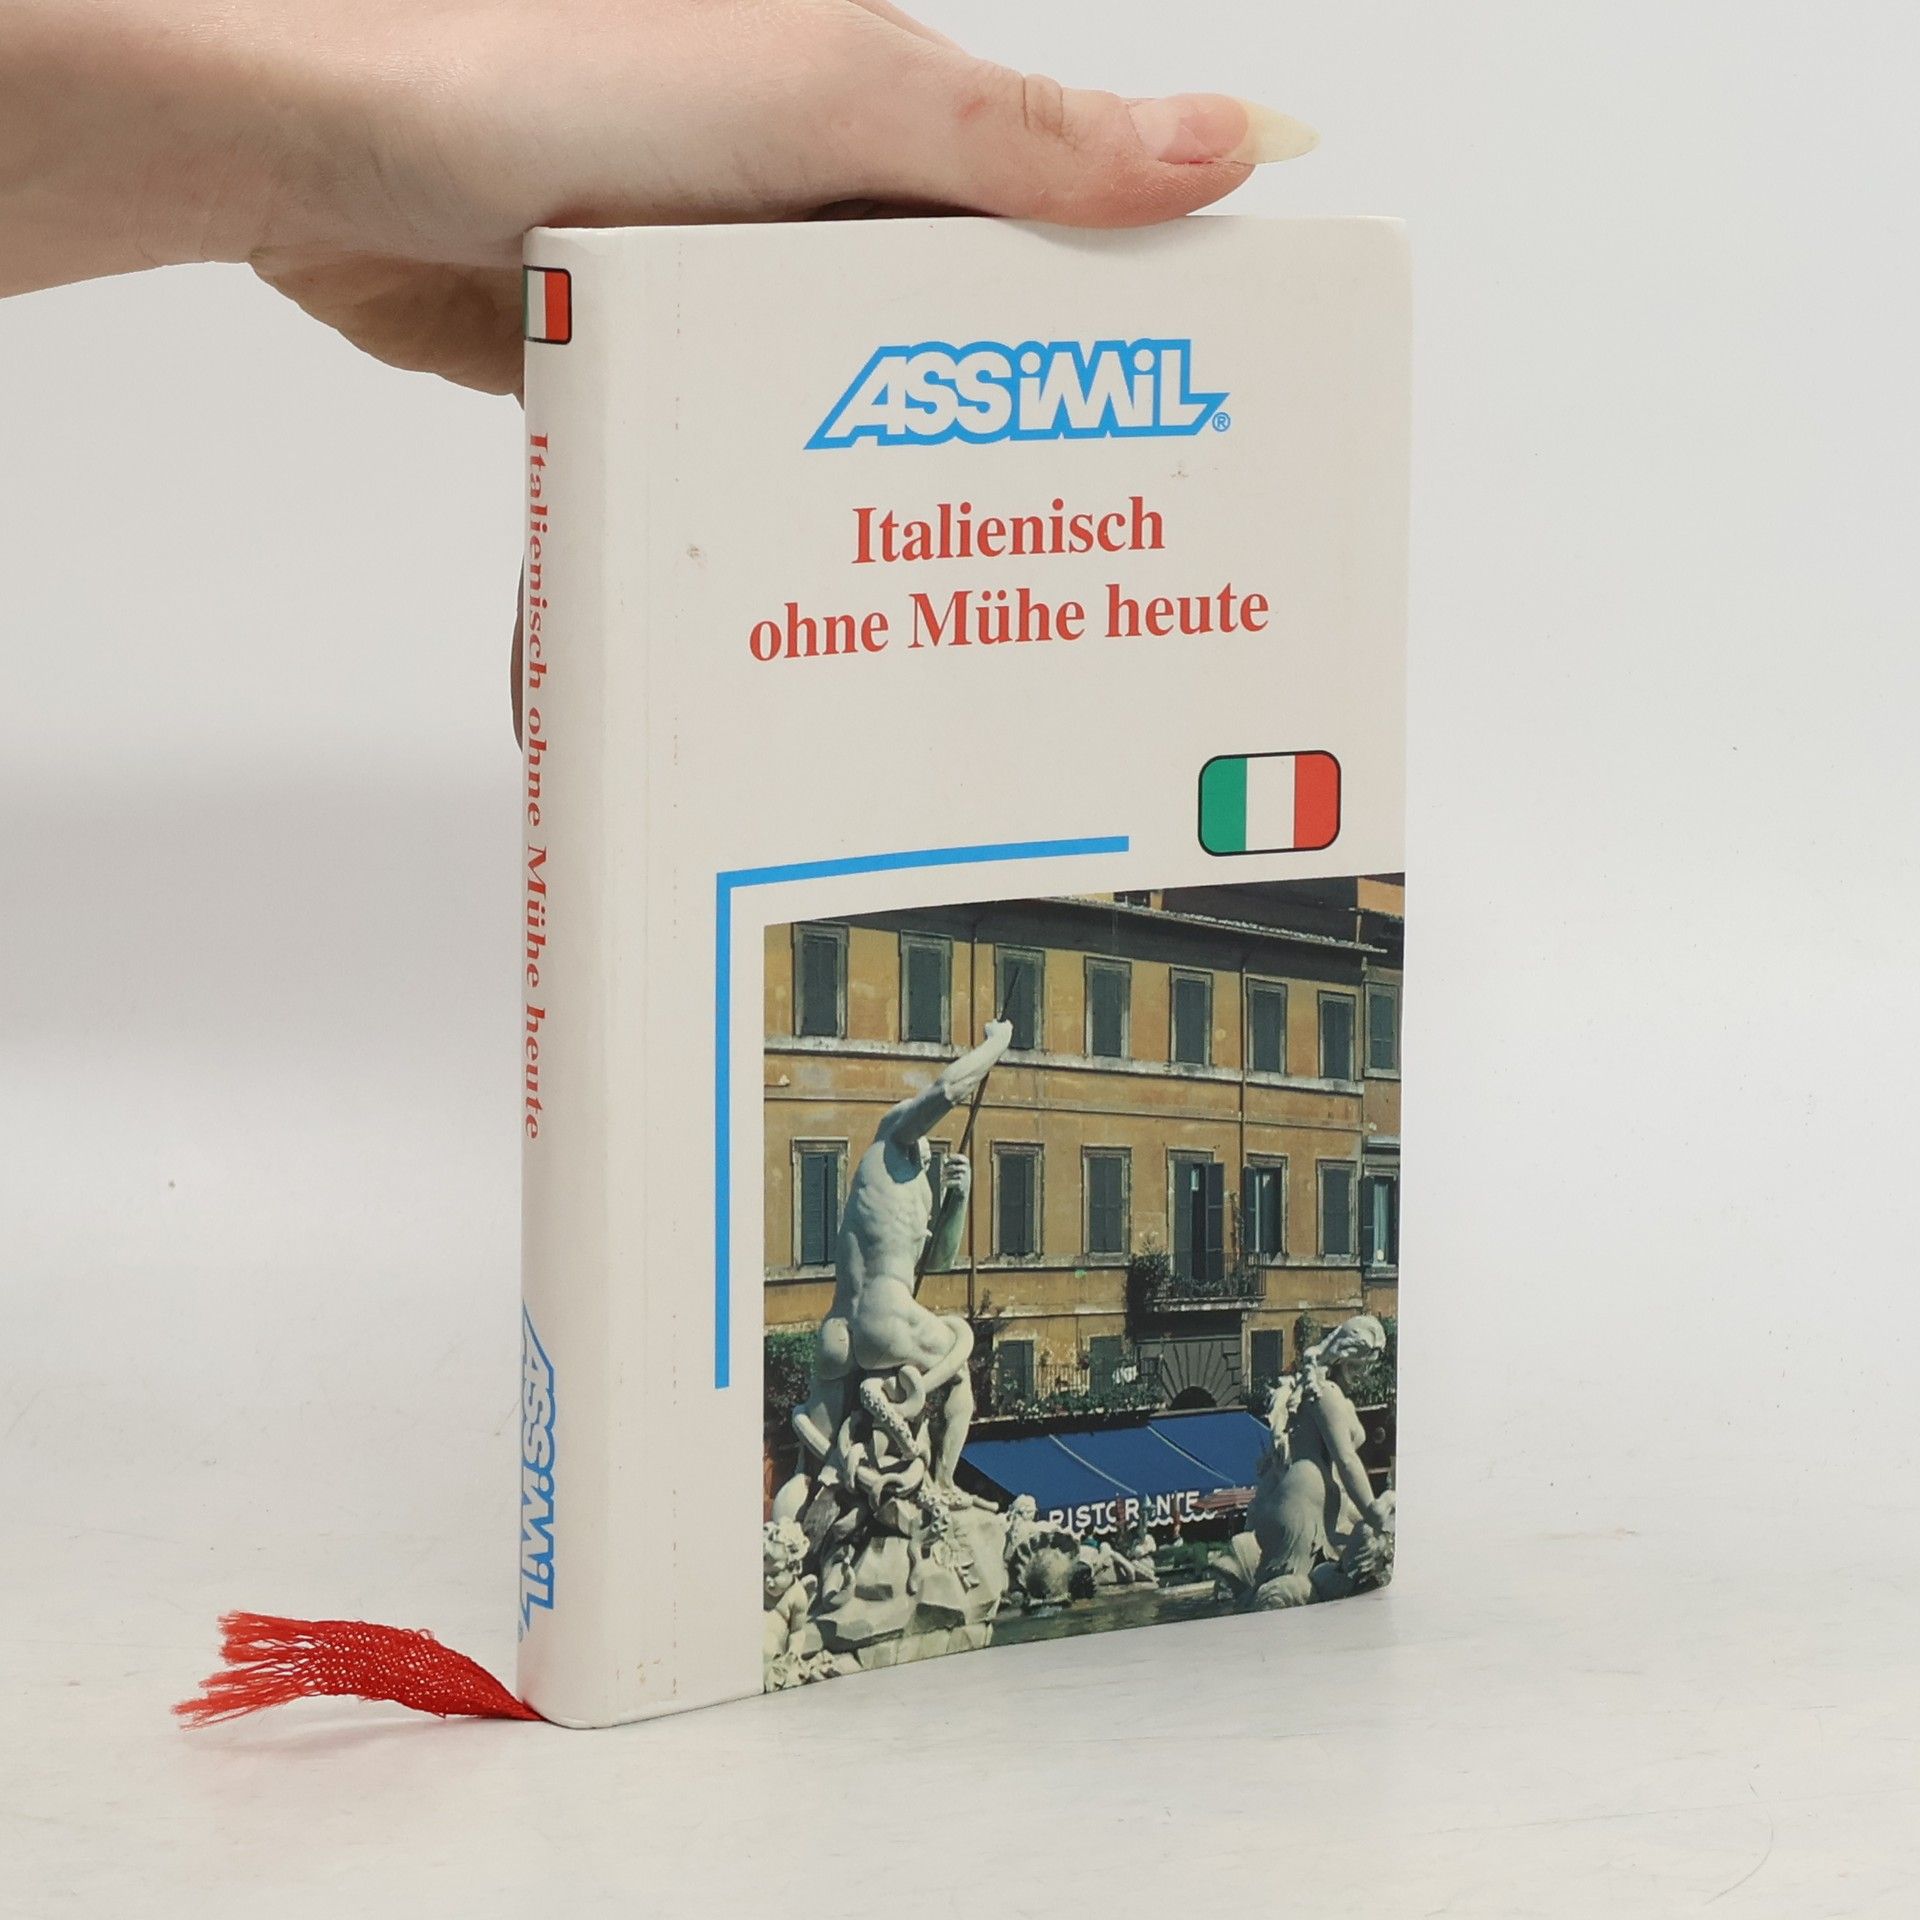 ASSiMiL®
Italienisch
ohne Mühe heute
RISTORANTE
Italienisch ohne Mühe heute
ASSiMiL®